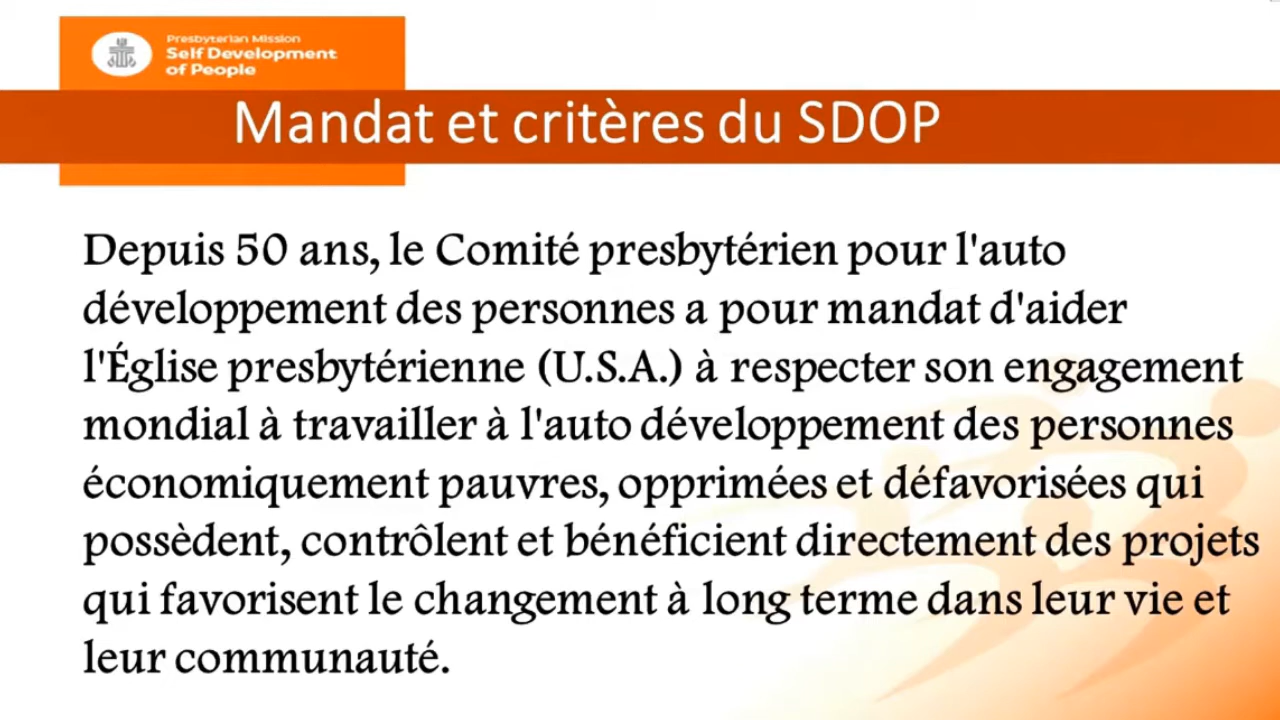 Presbyterian Mission
Self Development
of People
Mandat et critères du SDOP
Depuis 50 ans, le Comité presbytérien pour l'auto
développement des personnes a pour mandat d'aider
l'Église presbytérienne (U.S.A.) à respecter son engagement
mondial à travailler à l'auto développement des personnes
économiquement pauvres, opprimées et défavorisées qui
possèdent, contrôlent et bénéficient directement des projets
qui favorisent le changement à long terme dans leur vie et
leur communauté.